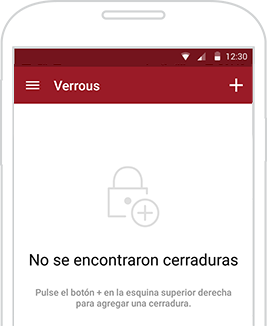 12:30
Verrous
No se encontraron cerraduras
Pulse el botón + en la esquina superior derecha
para agregar una cerradura.